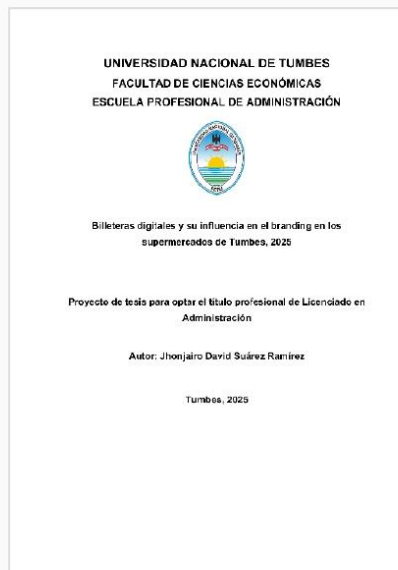 UNIVERSIDAD NACIONAL DE TUMBES
FACULTAD DE CIENCIAS ECONÓMICAS
ESCUELA PROFESIONAL DE ADMINISTRACIÓN
Billeteras digitales y su influencia en el branding en los
supermercados de Tumbes, 2025
Proyecto de tesis para optar el título profesional de Licenciado en
Administración
Autor: Jhonjairo David Suárez Ramírez
Tumbes, 2025